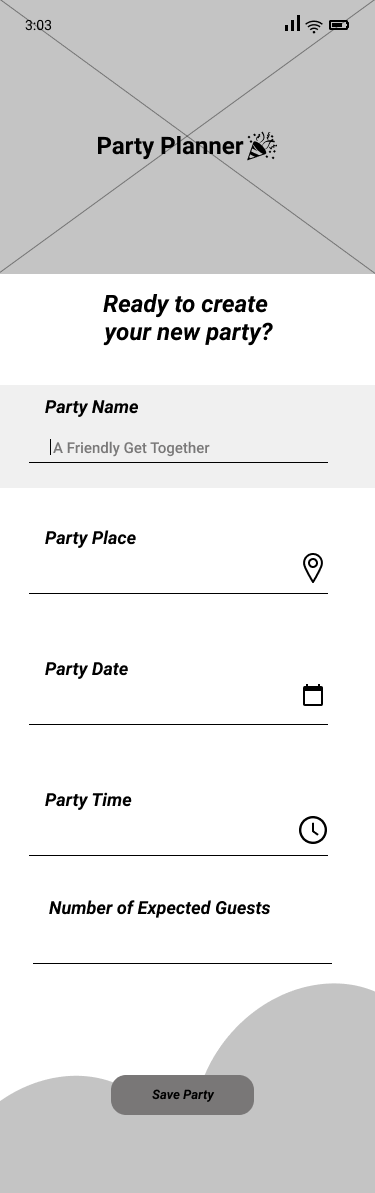 3:03
Party Planner
Ready to create
your new party?
Party Name
A Friendly Get Together
Party Place
Party Date
Party Time
Number of Expected Guests
Save Party